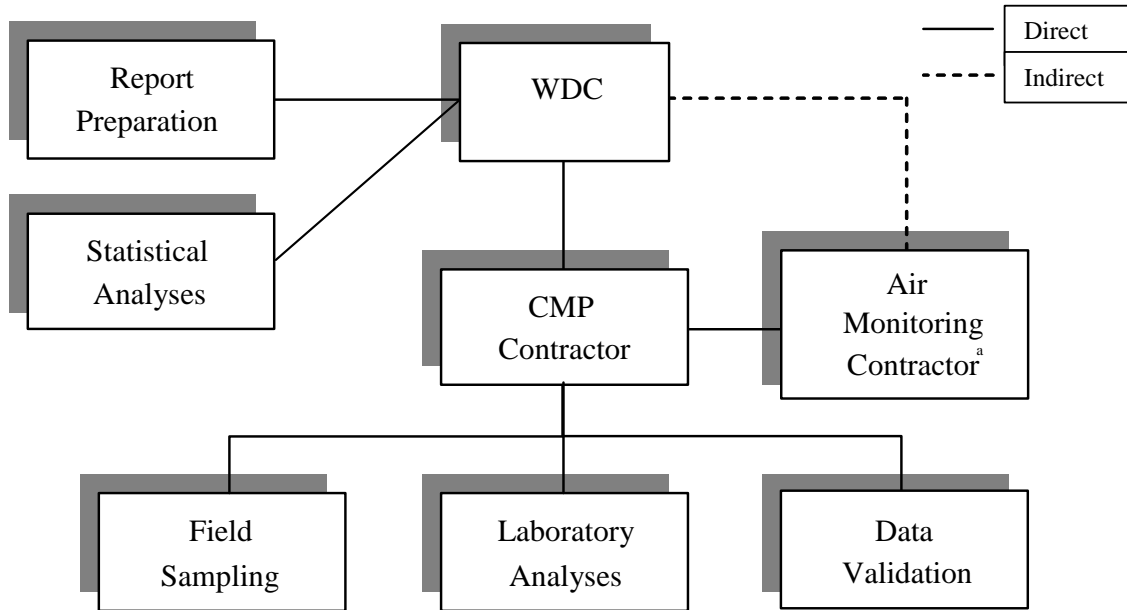 Report
Preparation
WDC
Direct
Indirect
Statistical
Analyses
CMP
Contractor
Air
Monitoring
Contractor a
Field
Sampling
Laboratory
Analyses
Data
Validation